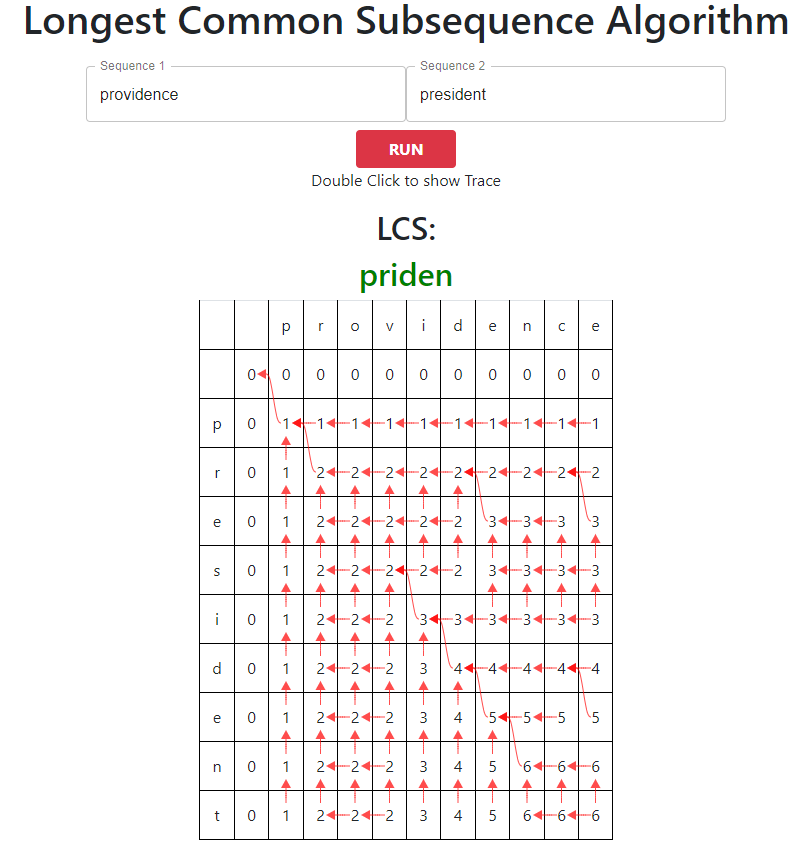 Longest Common Subsequence Algorithm
Sequence 1 Sequence 2
providence president
RUN
Double Click to show Trace
LCS:
priden
p r o v i d e n c e
0 0 0 0 0 0 0 0 0 0 0
p 0 1 1 1 1 1 1 1 1 1 1
r 0 1 2 2 2 2 2 2 2 2 2
e 0 1 2 2 2 2 2 3 3 3 3
s 0 1 2 2 2 2 2 3 3 3 3
i 0 1 2 2 2 3 3 3 3 3 3
d 0 1 2 2 2 3 4 4 4 4 4
e 0 1 2 2 2 3 4 5 5 5 5
n 0 1 2 2 2 3 4 5 6 6 6
t 0 1 2 2 2 3 4 5 6 6 6